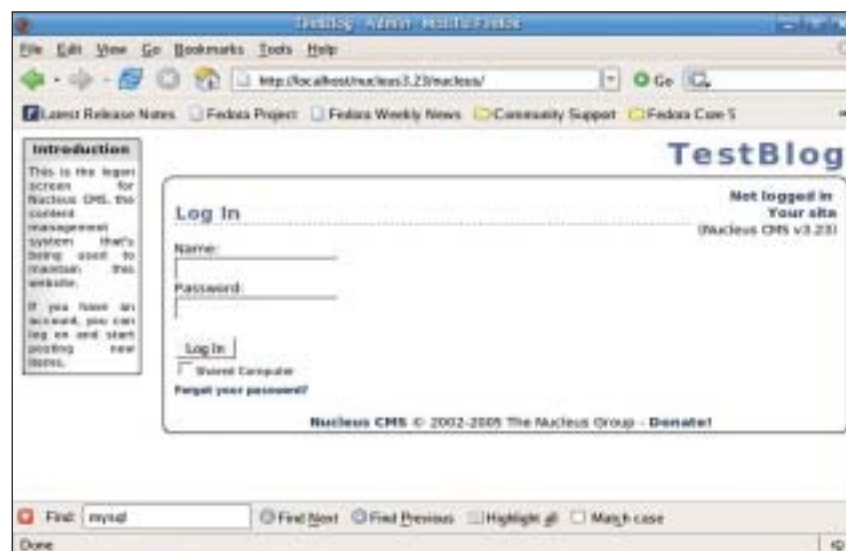 TestBlog - Admin - Mozilla Firefox
File Edit View Go Bookmarks Tools Help
http://localhost/nucleus3.23/nucleus/ Go
Latest Release Notes Fedora Project Fedora Weekly News Community Support Fedora Core 5
Introduction
This is the logon
screen for
Nucleus CMS, the
content
management
system that's
being used to
maintain this
website.
If you have an
account, you can
log on and start
posting new
items.
TestBlog
Not logged in
Your site
(Nucleus CMS v3.23)
Log In
Name:
Password:
Log In
Shared Computer
Forgot your password?
Nucleus CMS © 2002-2005 The Nucleus Group - Donate!
Find: mysql Find Next Find Previous Highlight all Match case
Done